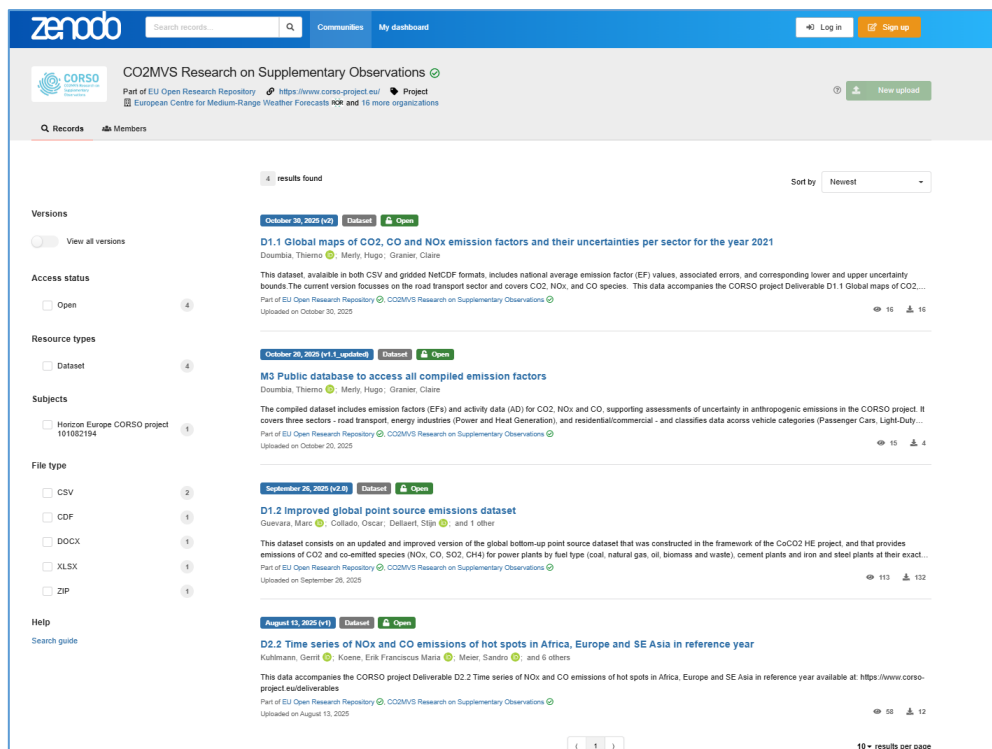 zenodo
Search records...
Communities
My dashboard
Log in
Sign up
CORSO
CO2MVS Research on Supplementary Observations
Part of EU Open Research Repository https://www.corso-project.eu/ Project
European Centre for Medium-Range Weather Forecasts ROR and 16 more organizations
New upload
Records
Members
4 results found
Sort by Newest
Versions
View all versions
Access status
Open 4
Resource types
Dataset 4
Subjects
Horizon Europe CORSO project
101082194 1
File type
CSV 2
CDF 1
DOCX 1
XLSX 1
ZIP 1
Help
Search guide
October 30, 2025 (v2) Dataset Open
D1.1 Global maps of CO2, CO and NOx emission factors and their uncertainties per sector for the year 2021
Doumbia, Thierno iD; Merly, Hugo; Granier, Claire
This dataset, avalaible in both CSV and gridded NetCDF formats, includes national average emission factor (EF) values, associated errors, and corresponding lower and upper uncertainty
bounds.The current version focusses on the road transport sector and covers CO2, NOx, and CO species. This data accompanies the CORSO project Deliverable D1.1 Global maps of CO2,...
Part of EU Open Research Repository, CO2MVS Research on Supplementary Observations
Uploaded on October 30, 2025
16 16
October 20, 2025 (v1.1_updated) Dataset Open
M3 Public database to access all compiled emission factors
Doumbia, Thierno iD; Merly, Hugo; Granier, Claire
The compiled dataset includes emission factors (EFs) and activity data (AD) for CO2, NOx and CO, supporting assessments of uncertainty in anthropogenic emissions in the CORSO project. It
covers three sectors - road transport, energy industries (Power and Heat Generation), and residential/commercial - and classifies data acorss vehicle categories (Passenger Cars, Light-Duty...
Part of EU Open Research Repository, CO2MVS Research on Supplementary Observations
Uploaded on October 20, 2025
15 4
September 26, 2025 (v2.0) Dataset Open
D1.2 Improved global point source emissions dataset
Guevara, Marc iD; Collado, Oscar; Dellaert, Stijn iD; and 1 other
This dataset consists on an updated and improved version of the global bottom-up point source dataset that was constructed in the framework of the CoCO2 HE project, and that provides
emissions of CO2 and co-emitted species (NOx, CO, SO2, CH4) for power plants by fuel type (coal, natural gas, oil, biomass and waste), cement plants and iron and steel plants at their exact...
Part of EU Open Research Repository, CO2MVS Research on Supplementary Observations
Uploaded on September 26, 2025
113 132
August 13, 2025 (v1) Dataset Open
D2.2 Time series of NOx and CO emissions of hot spots in Africa, Europe and SE Asia in reference year
Kuhlmann, Gerrit iD; Koene, Erik Franciscus Maria iD; Meier, Sandro iD; and 6 others
This data accompanies the CORSO project Deliverable D2.2 Time series of NOx and CO emissions of hot spots in Africa, Europe and SE Asia in reference year available at: https://www.corso-
project.eu/deliverables
Part of EU Open Research Repository, CO2MVS Research on Supplementary Observations
Uploaded on August 13, 2025
58 12
1
10 results per page